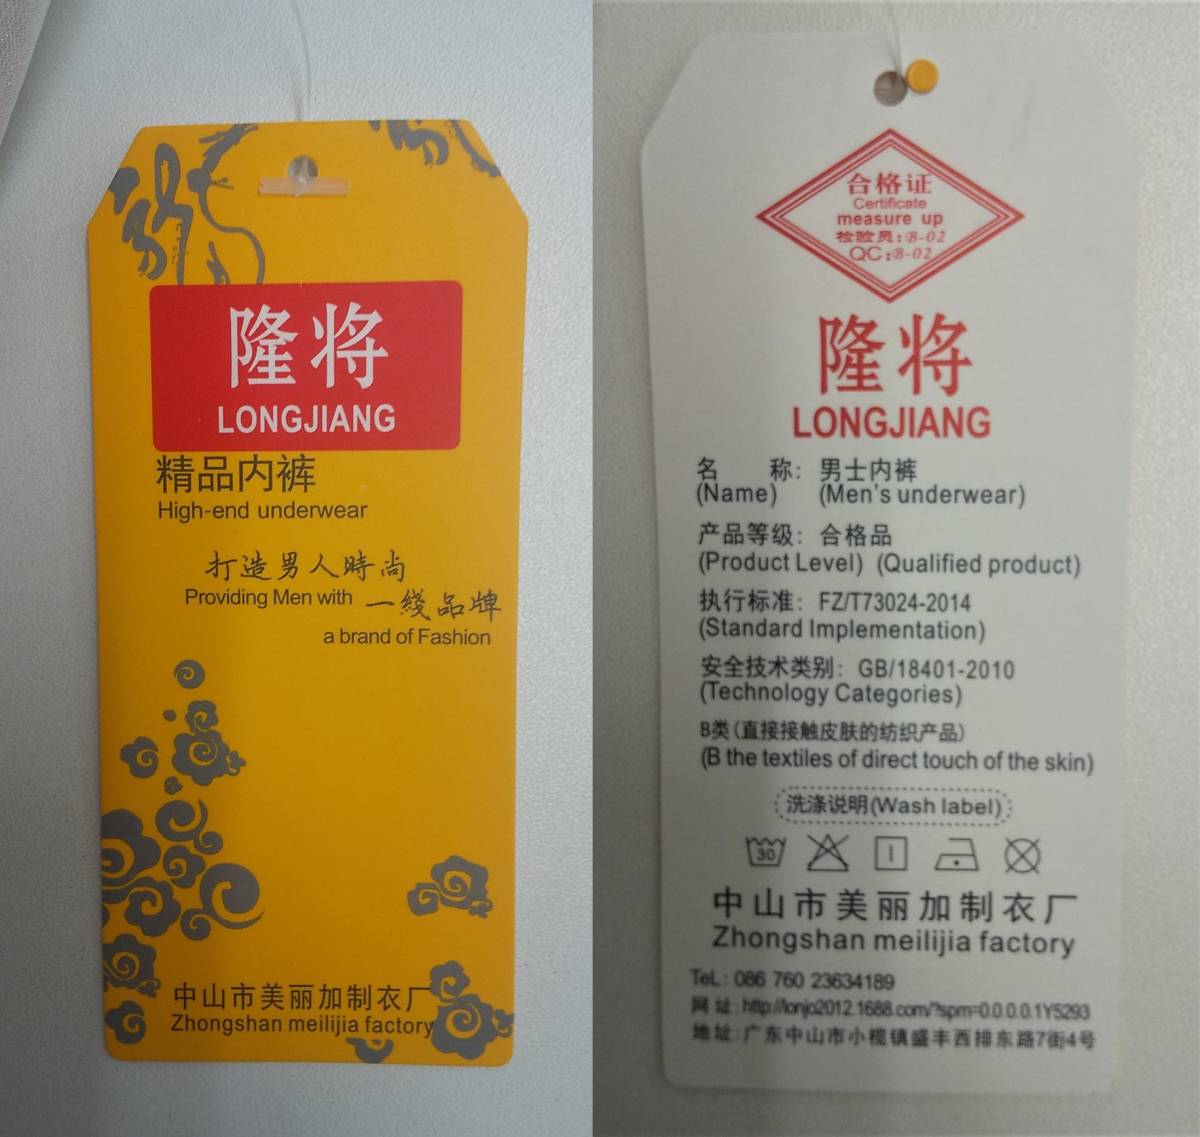 隆将
LONGJIANG
精品内裤
High-end underwear
打造男人時尚
Providing Men with 一綫品牌
a brand of Fashion
中山市美丽加制衣厂
Zhongshan meilijia factory
合格证
Certificate
measure up
检验员:B-02
QC:B-02
隆将
LONGJIANG
名 称: 男士内裤
(Name) (Men's underwear)
产品等级: 合格品
(Product Level) (Qualified product)
执行标准: FZ/T73024-2014
(Standard Implementation)
安全技术类别: GB/18401-2010
(Technology Categories)
B类(直接接触皮肤的纺织产品)
(B the textiles of direct touch of the skin)
洗涤说明(Wash label)
30
中山市美丽加制衣厂
Zhongshan meilijia factory
TeL: 086 760 23634189
网 址: http://lonjo2012.1688.com/?spm=0.0.0.0.1Y5293
地址:广东中山市小榄镇盛丰西排东路7街4号